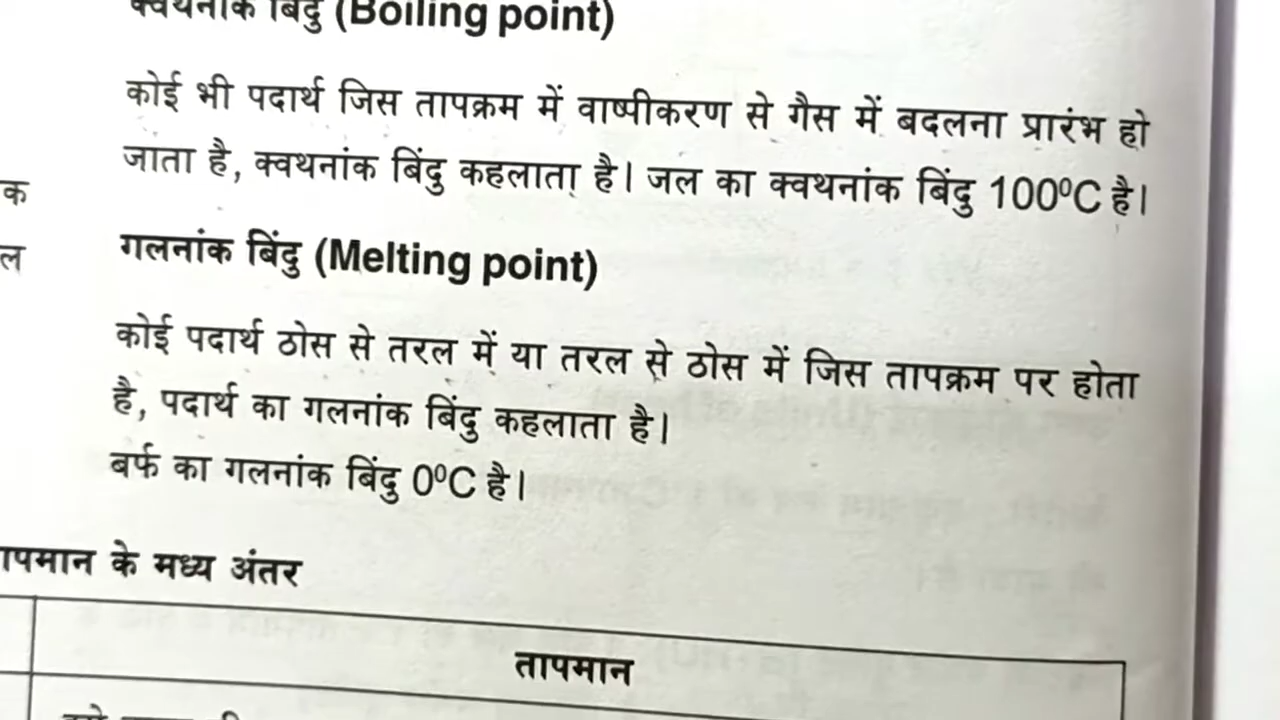 क्वथनांक बिंदु (Boiling point)
कोई भी पदार्थ जिस तापक्रम में वाष्पीकरण से गैस में बदलना प्रारंभ हो
जाता है, क्वथनांक बिंदु कहलाता है। जल का क्वथनांक बिंदु 100⁰C है।
क
ल
गलनांक बिंदु (Melting point)
कोई पदार्थ ठोस से तरल में या तरल से ठोस में जिस तापक्रम पर होता
है, पदार्थ का गलनांक बिंदु कहलाता है।
बर्फ का गलनांक बिंदु 0⁰C है।
ापमान के मध्य अंतर
तापमान